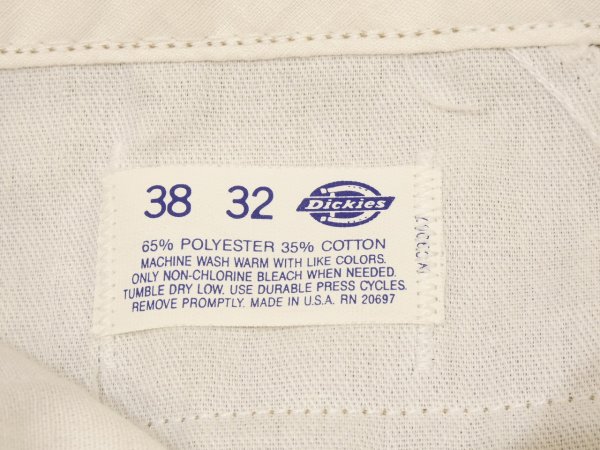 38 32 Dickies
65% POLYESTER 35% COTTON
MACHINE WASH WARM WITH LIKE COLORS.
ONLY NON-CHLORINE BLEACH WHEN NEEDED.
TUMBLE DRY LOW. USE DURABLE PRESS CYCLES.
REMOVE PROMPTLY. MADE IN U.S.A. RN 20697